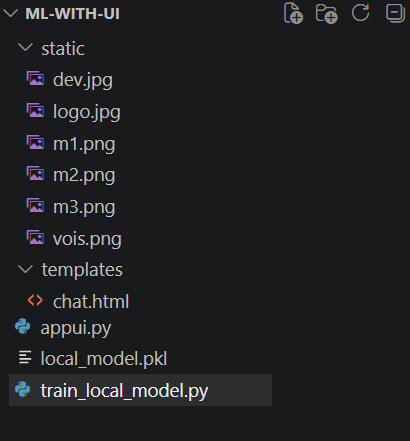 ML-WITH-UI
static
dev.jpg
logo.jpg
m1.png
m2.png
m3.png
vois.png
templates
chat.html
appui.py
local_model.pkl
train_local_model.py